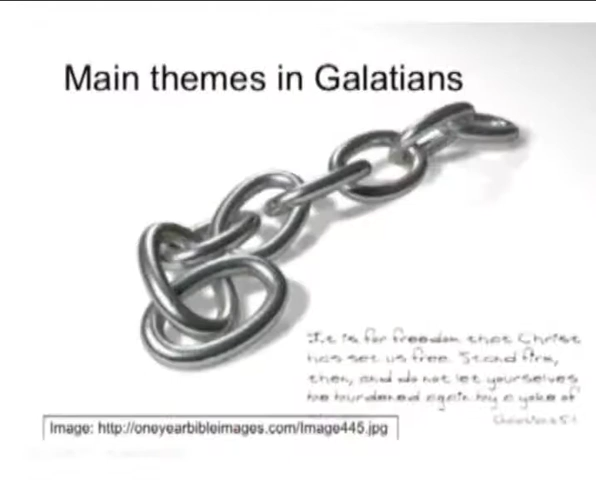 Main themes in Galatians
It is for freedom that Christ
has set us free. Stand firm,
then, and do not let yourselves
be burdened again by a yoke of
Image: http://oneyearbibleimages.com/Image445.jpg